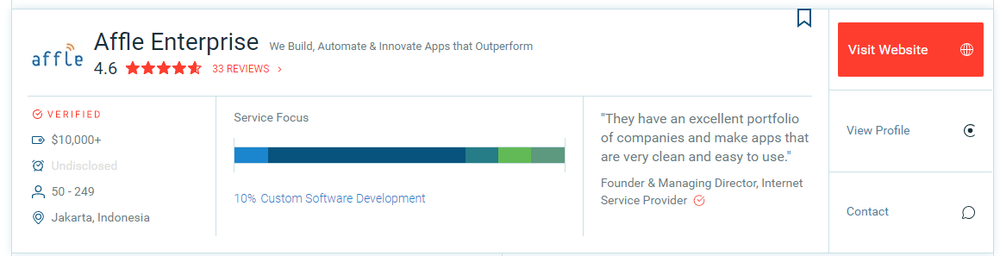 affle
Affle Enterprise
We Build, Automate & Innovate Apps that Outperform
4.6
33 REVIEWS
VERIFIED
$10,000+
Undisclosed
50 - 249
Jakarta, Indonesia
Service Focus
10% Custom Software Development
"They have an excellent portfolio
of companies and make apps that
are very clean and easy to use."
Founder & Managing Director, Internet
Service Provider
Visit Website
View Profile
Contact